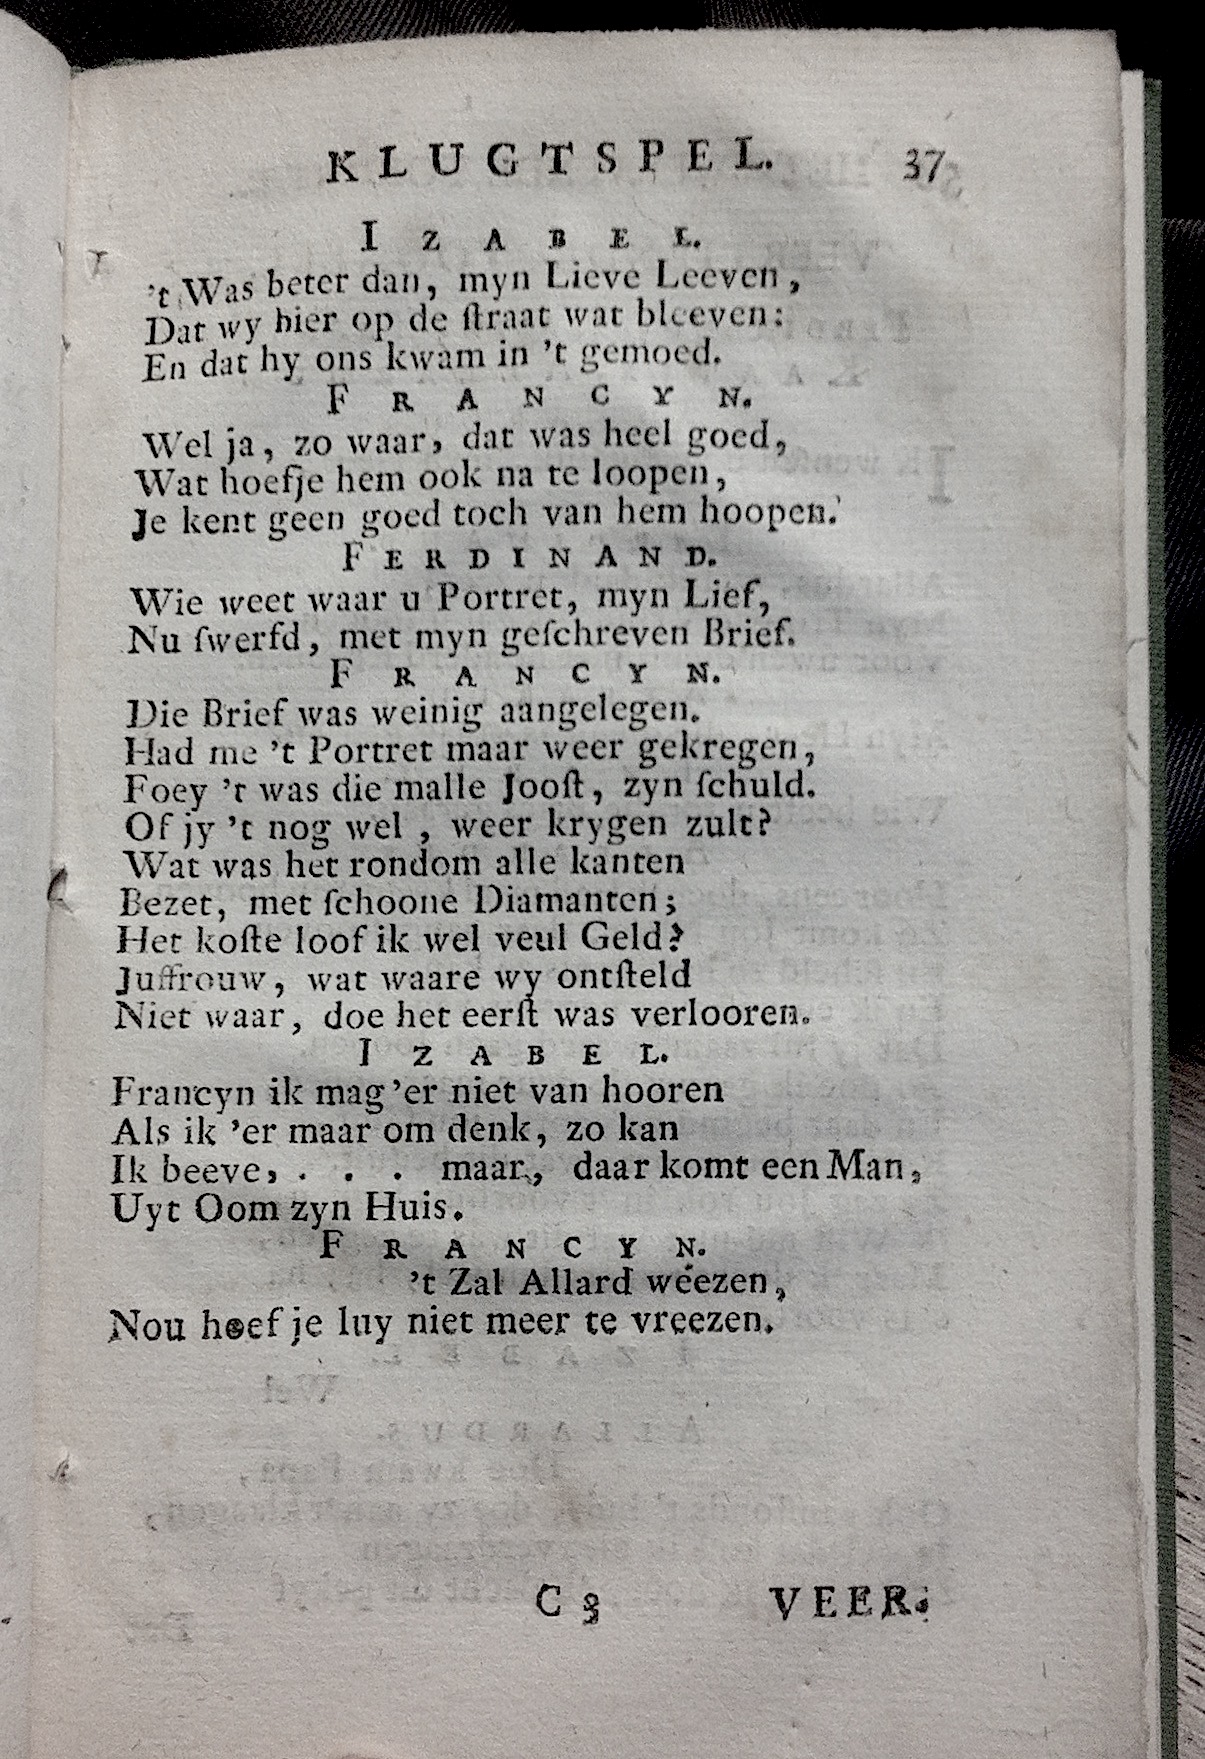 KLUGTSPEL. 37
IZABEL.
't Was beter dan, myn Lieve Leeven,
Dat wy hier op de ſtraat wat bleeven:
En dat hy ons kwam in 't gemoed.
FRANCYN.
Wel ja, zo waar, dat was heel goed,
Wat hoefje hem ook na te loopen,
Je kent geen goed toch van hem hoopen.
FERDINAND.
Wie weet waar u Portret, myn Lief,
Nu ſwerfd, met myn geſchreven Brief.
FRANCYN.
Die Brief was weinig aangelegen.
Had me 't Portret maar weer gekregen,
Foey 't was die malle Jooſt, zyn ſchuld.
Of jy 't nog wel, weer krygen zult?
Wat was het rondom alle kanten
Bezet, met ſchoone Diamanten;
Het koſte loof ik wel veul Geld?
Juffrouw, wat waare wy ontſteld
Niet waar, doe het eerſt was verlooren.
IZABEL.
Francyn ik mag 'er niet van hooren
Als ik 'er maar om denk, zo kan
Ik beeve, . . . maar, daar komt een Man,
Uyt Oom zyn Huis.
FRANCYN.
't Zal Allard weezen,
Nou hoef je luy niet meer te vreezen.
C 3 VEER-